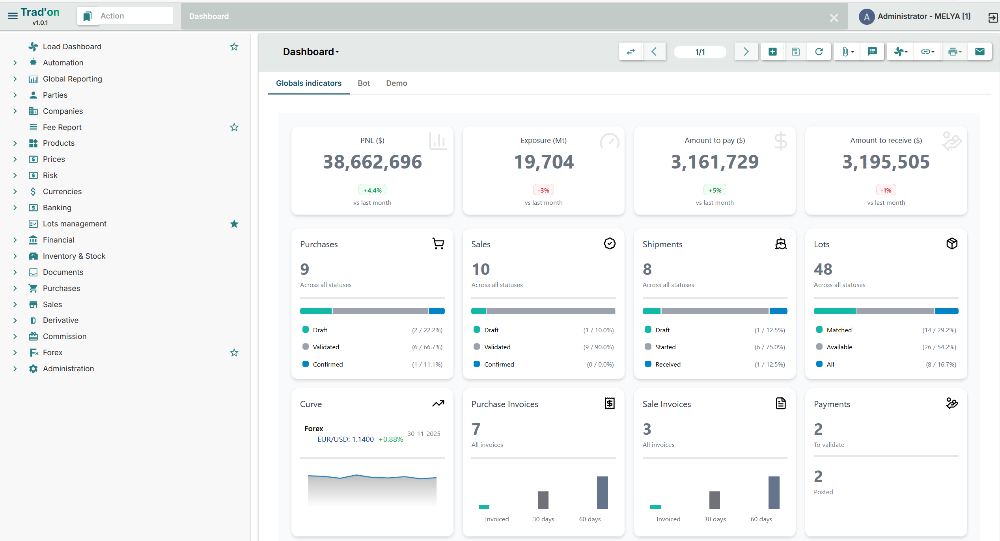 Trad'on
v1.0.1
Action
Dashboard
A
Administrator - MELYA [1]
Load Dashboard
Automation
Global Reporting
Parties
Companies
Fee Report
Products
Prices
Risk
Currencies
Banking
Lots management
Financial
Inventory & Stock
Documents
Purchases
Sales
Derivative
Commission
Forex
Administration
Dashboard
1/1
Globals indicators
Bot
Demo
PNL ($)
38,662,696
+4.4%
vs last month
Exposure (Mt)
19,704
-3%
vs last month
Amount to pay ($)
3,161,729
+5%
vs last month
Amount to receive ($)
3,195,505
-1%
vs last month
Purchases
9
Across all statuses
Draft (2 / 22.2%)
Validated (6 / 66.7%)
Confirmed (1 / 11.1%)
Sales
10
Across all statuses
Draft (1 / 10.0%)
Validated (9 / 90.0%)
Confirmed (0 / 0.0%)
Shipments
8
Across all statuses
Draft (1 / 12.5%)
Started (6 / 75.0%)
Received (1 / 12.5%)
Lots
48
Across all statuses
Matched (14 / 29.2%)
Available (26 / 54.2%)
All (8 / 16.7%)
Curve
Forex
EUR/USD: 1.1400 +0.88%
30-11-2025
Purchase Invoices
7
All invoices
Invoiced 30 days 60 days
Sale Invoices
3
All invoices
Invoiced 30 days 60 days
Payments
2
To validate
2
Posted